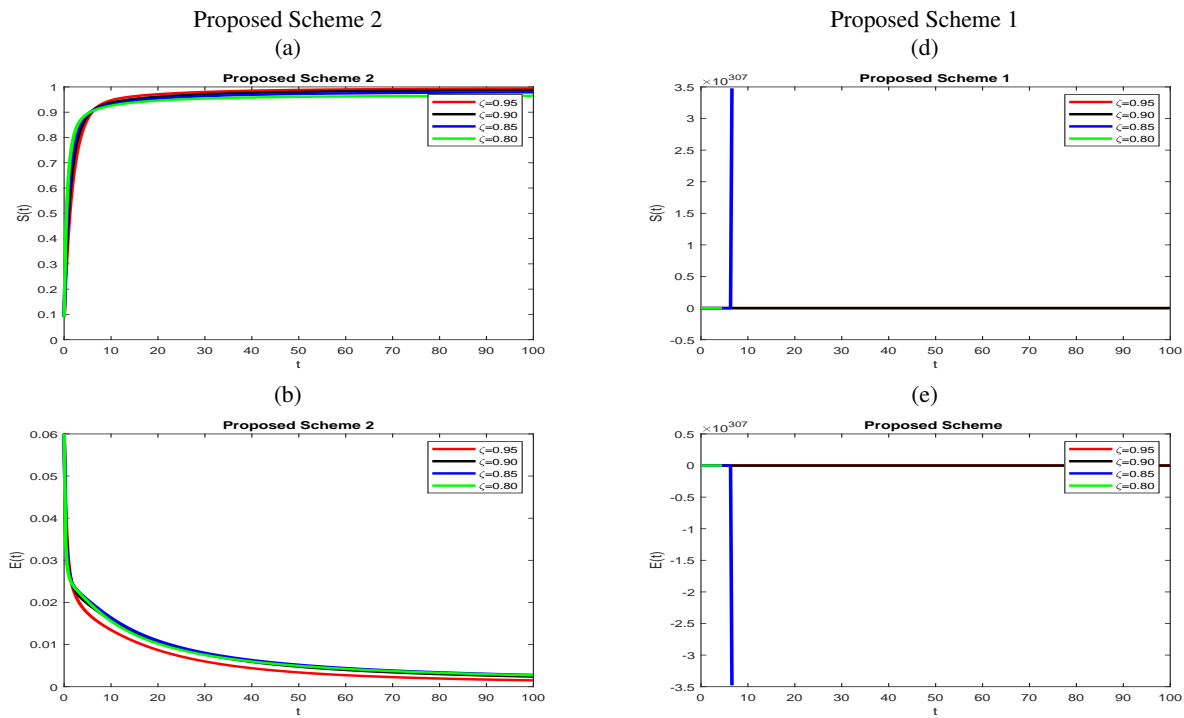 Proposed Scheme 2
(a)
Proposed Scheme 2
1
0.9
0.8
0.7
0.6
0.5
0.4
0.3
0.2
0.1
0
S(t)
ζ=0.95
ζ=0.90
ζ=0.85
ζ=0.80
0 10 20 30 40 50 60 70 80 90 100
t
Proposed Scheme 1
(d)
×10^307
Proposed Scheme 1
3.5
3
2.5
2
1.5
1
0.5
0
-0.5
S(t)
ζ=0.95
ζ=0.90
ζ=0.85
ζ=0.80
0 10 20 30 40 50 60 70 80 90 100
t
(b)
Proposed Scheme 2
0.06
0.05
0.04
0.03
0.02
0.01
0
E(t)
ζ=0.95
ζ=0.90
ζ=0.85
ζ=0.80
0 10 20 30 40 50 60 70 80 90 100
t
(e)
×10^307
Proposed Scheme
0.5
0
-0.5
-1
-1.5
-2
-2.5
-3
-3.5
E(t)
ζ=0.95
ζ=0.90
ζ=0.85
ζ=0.80
0 10 20 30 40 50 60 70 80 90 100
t